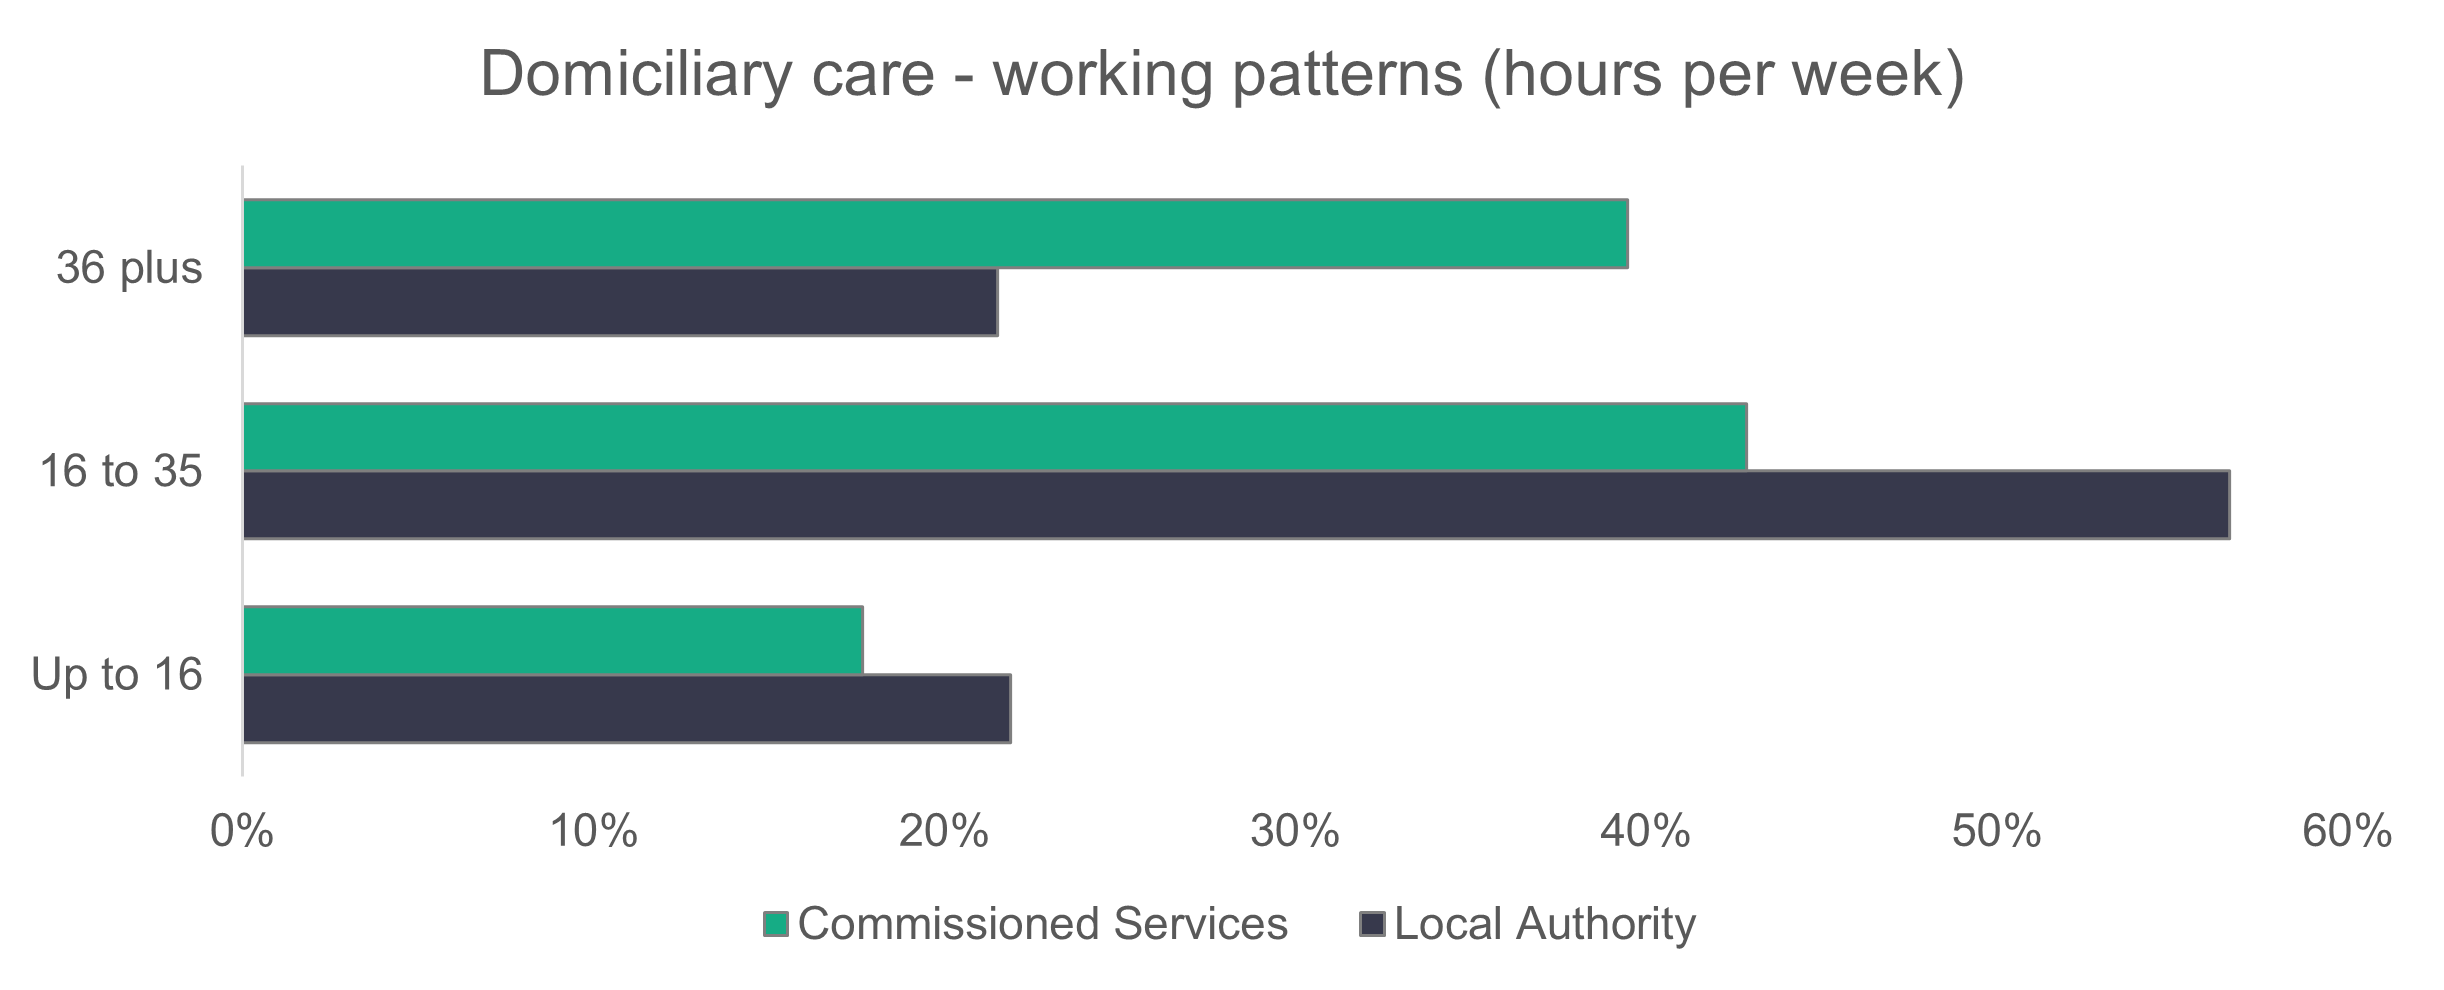 Domiciliary care - working patterns (hours per week)
36 plus
16 to 35
Up to 16
0% 10% 20% 30% 40% 50% 60%
Commissioned Services Local Authority